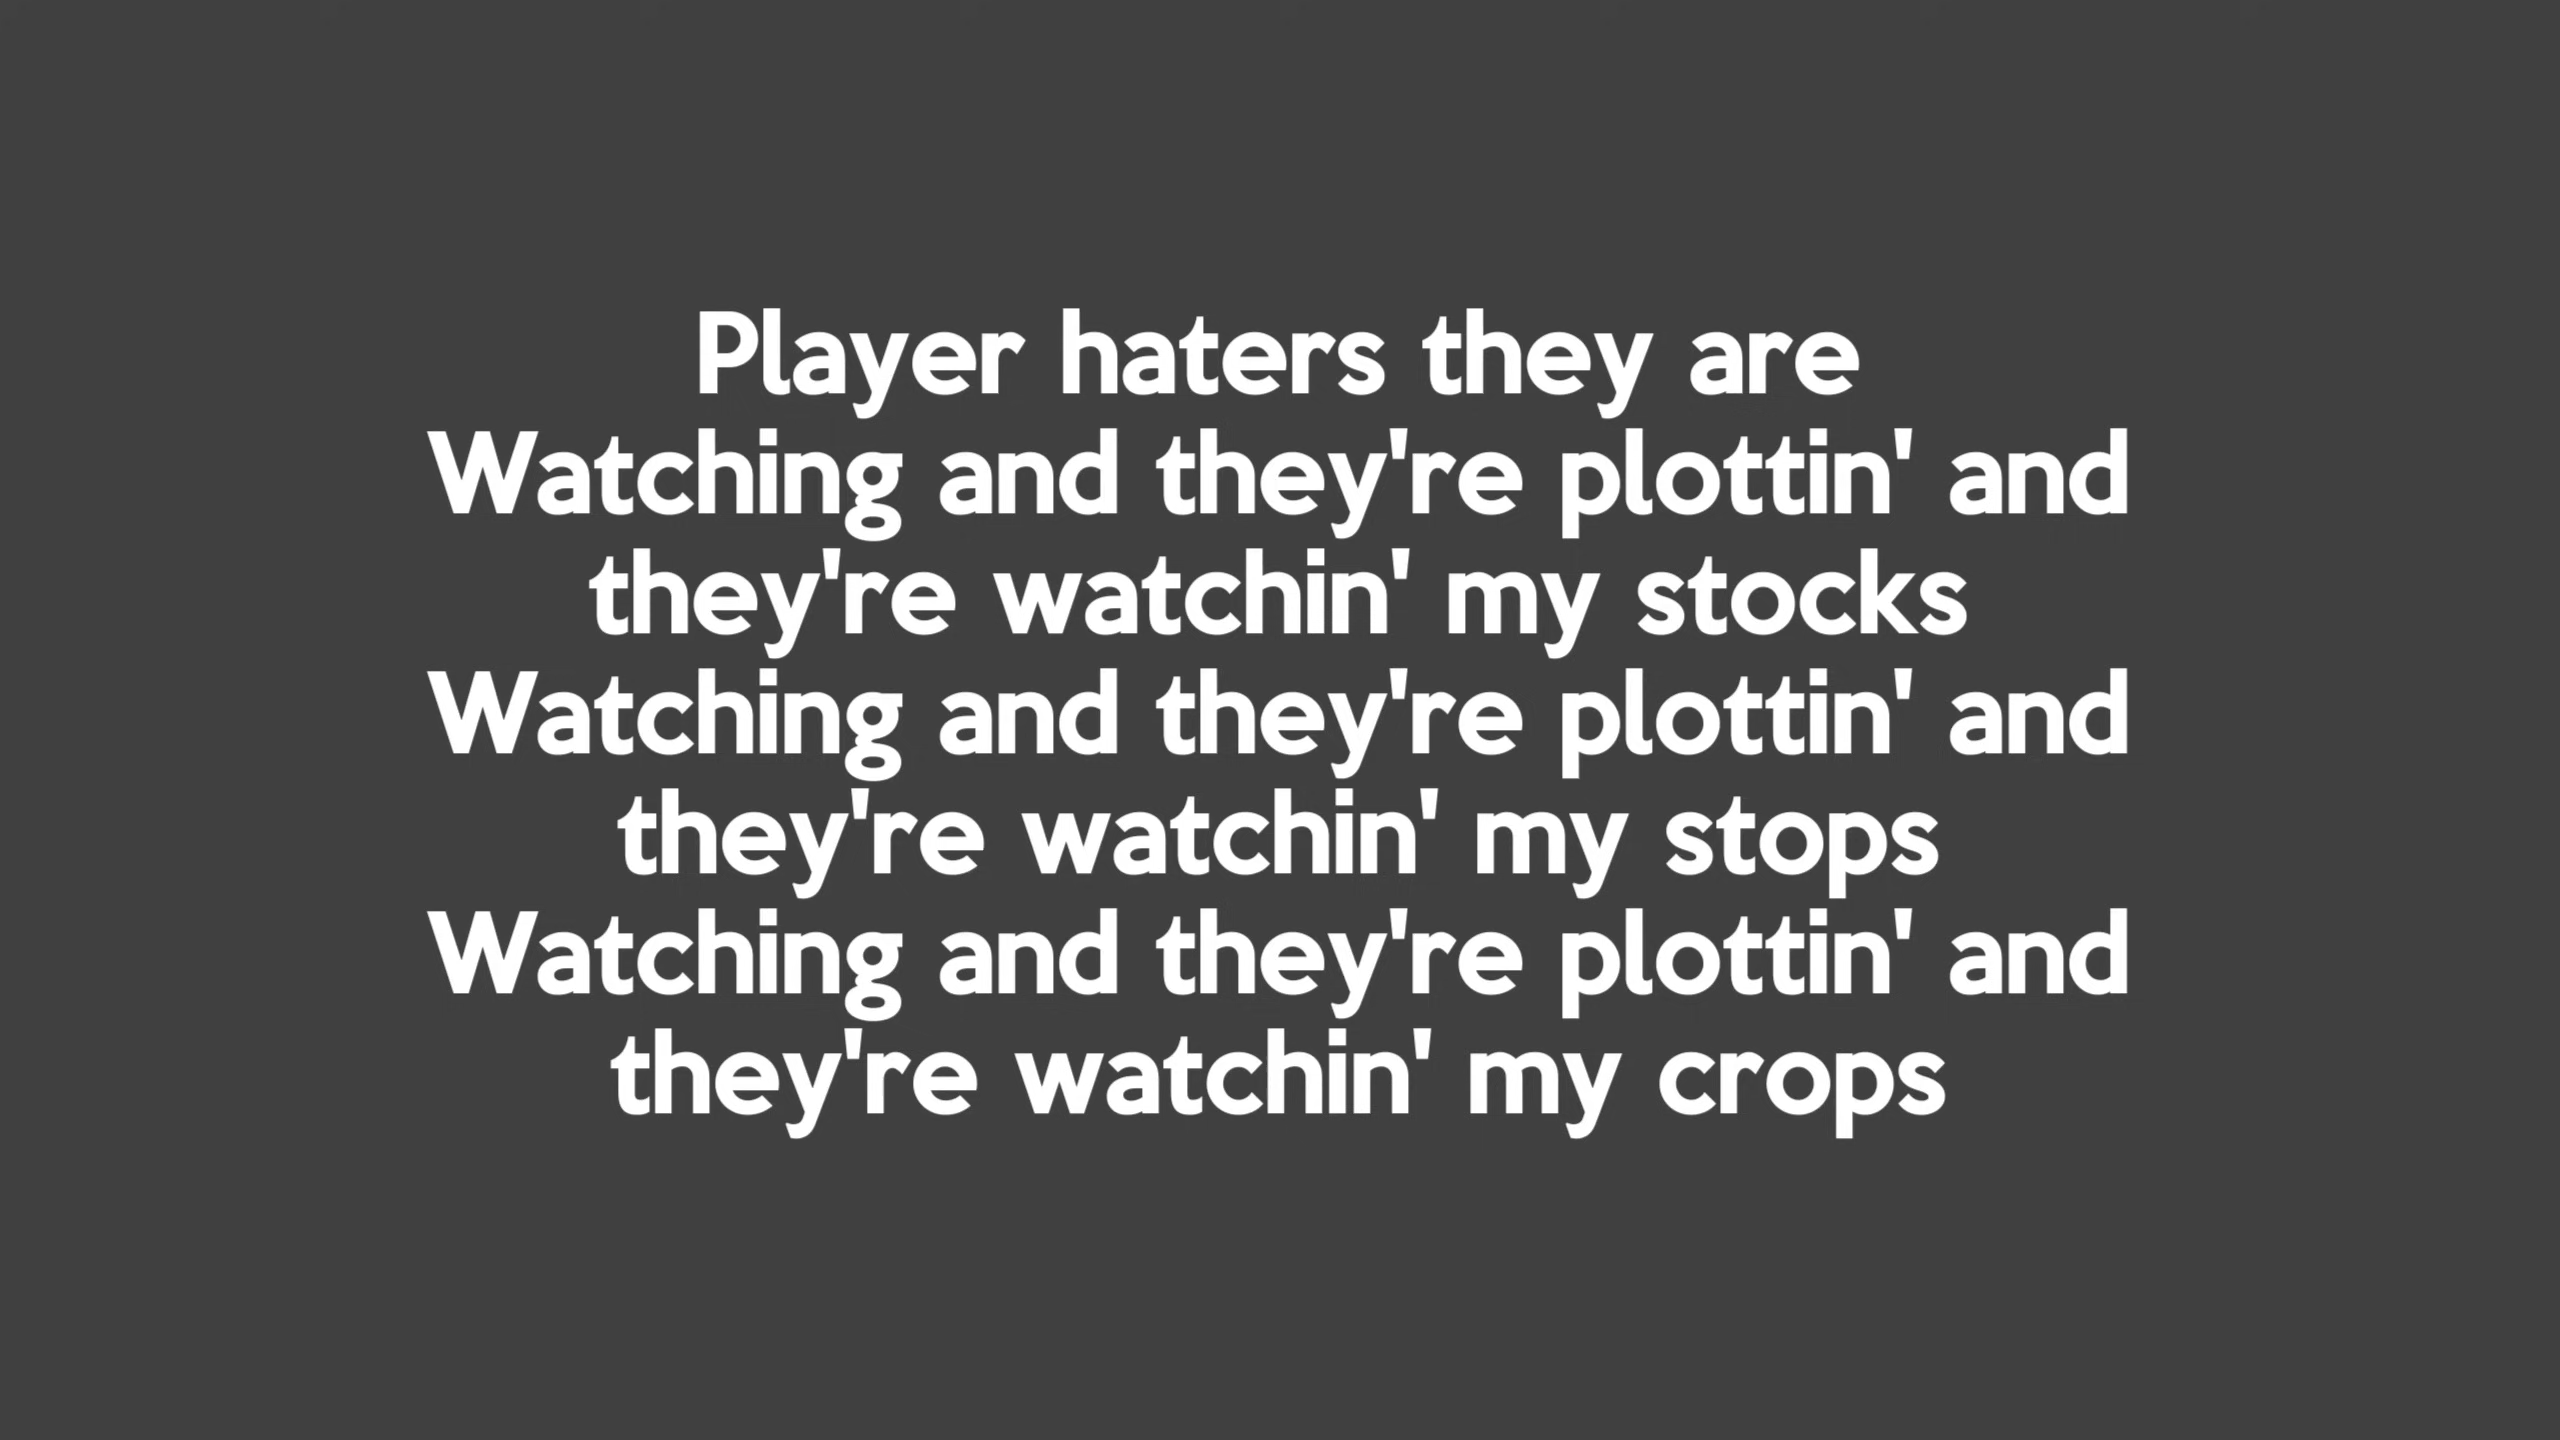 Player haters they are
Watching and they're plottin' and
they're watchin' my stocks
Watching and they're plottin' and
they're watchin' my stops
Watching and they're plottin' and
they're watchin' my crops